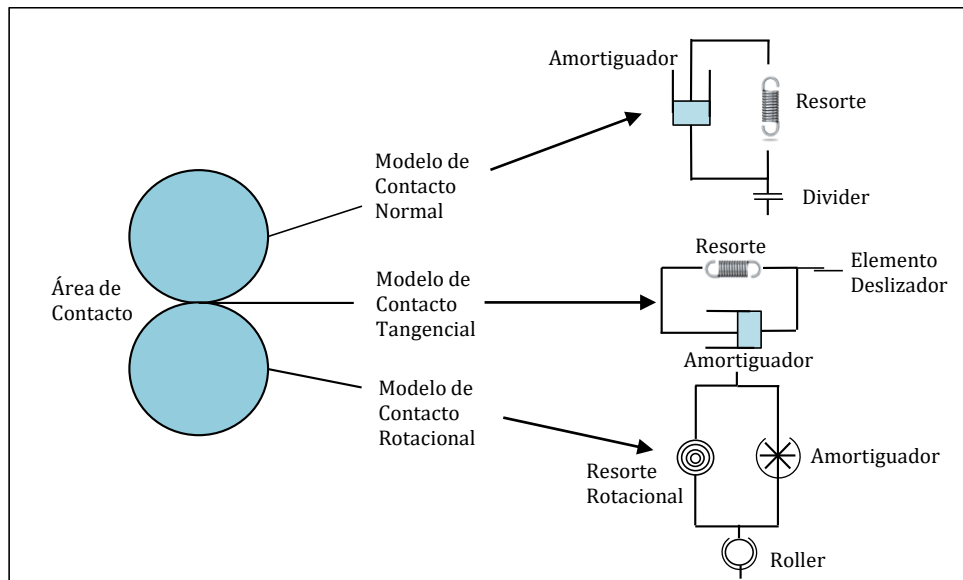 Amortiguador
Resorte
Modelo de
Contacto
Normal
Divider
Resorte
Elemento
Deslizador
Área de
Contacto
Modelo de
Contacto
Tangencial
Amortiguador
Modelo de
Contacto
Rotacional
Amortiguador
Resorte
Rotacional
Roller